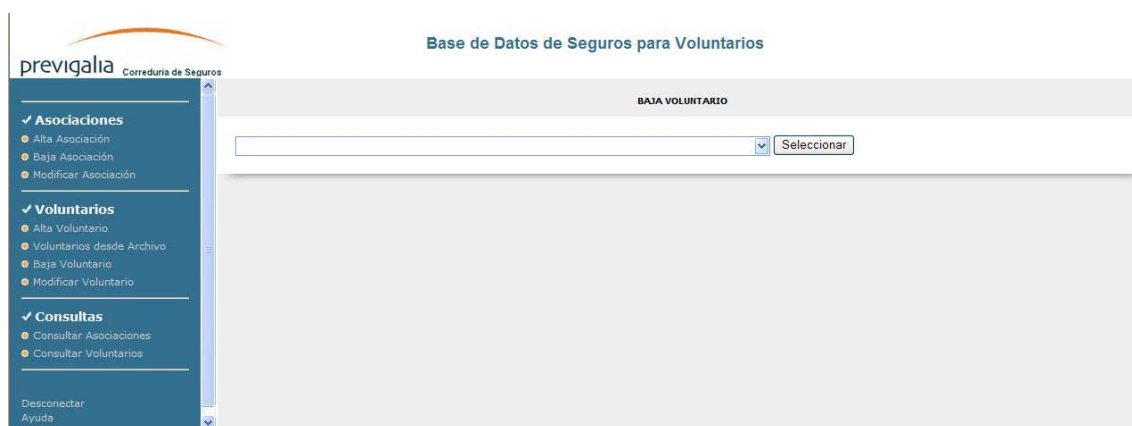 previgalia Correduría de Seguros
Base de Datos de Seguros para Voluntarios
Asociaciones
Alta Asociación
Baja Asociación
Modificar Asociación
Voluntarios
Alta Voluntario
Voluntarios desde Archivo
Baja Voluntario
Modificar Voluntario
Consultas
Consultar Asociaciones
Consultar Voluntarios
Desconectar
Ayuda
BAJA VOLUNTARIO
Seleccionar